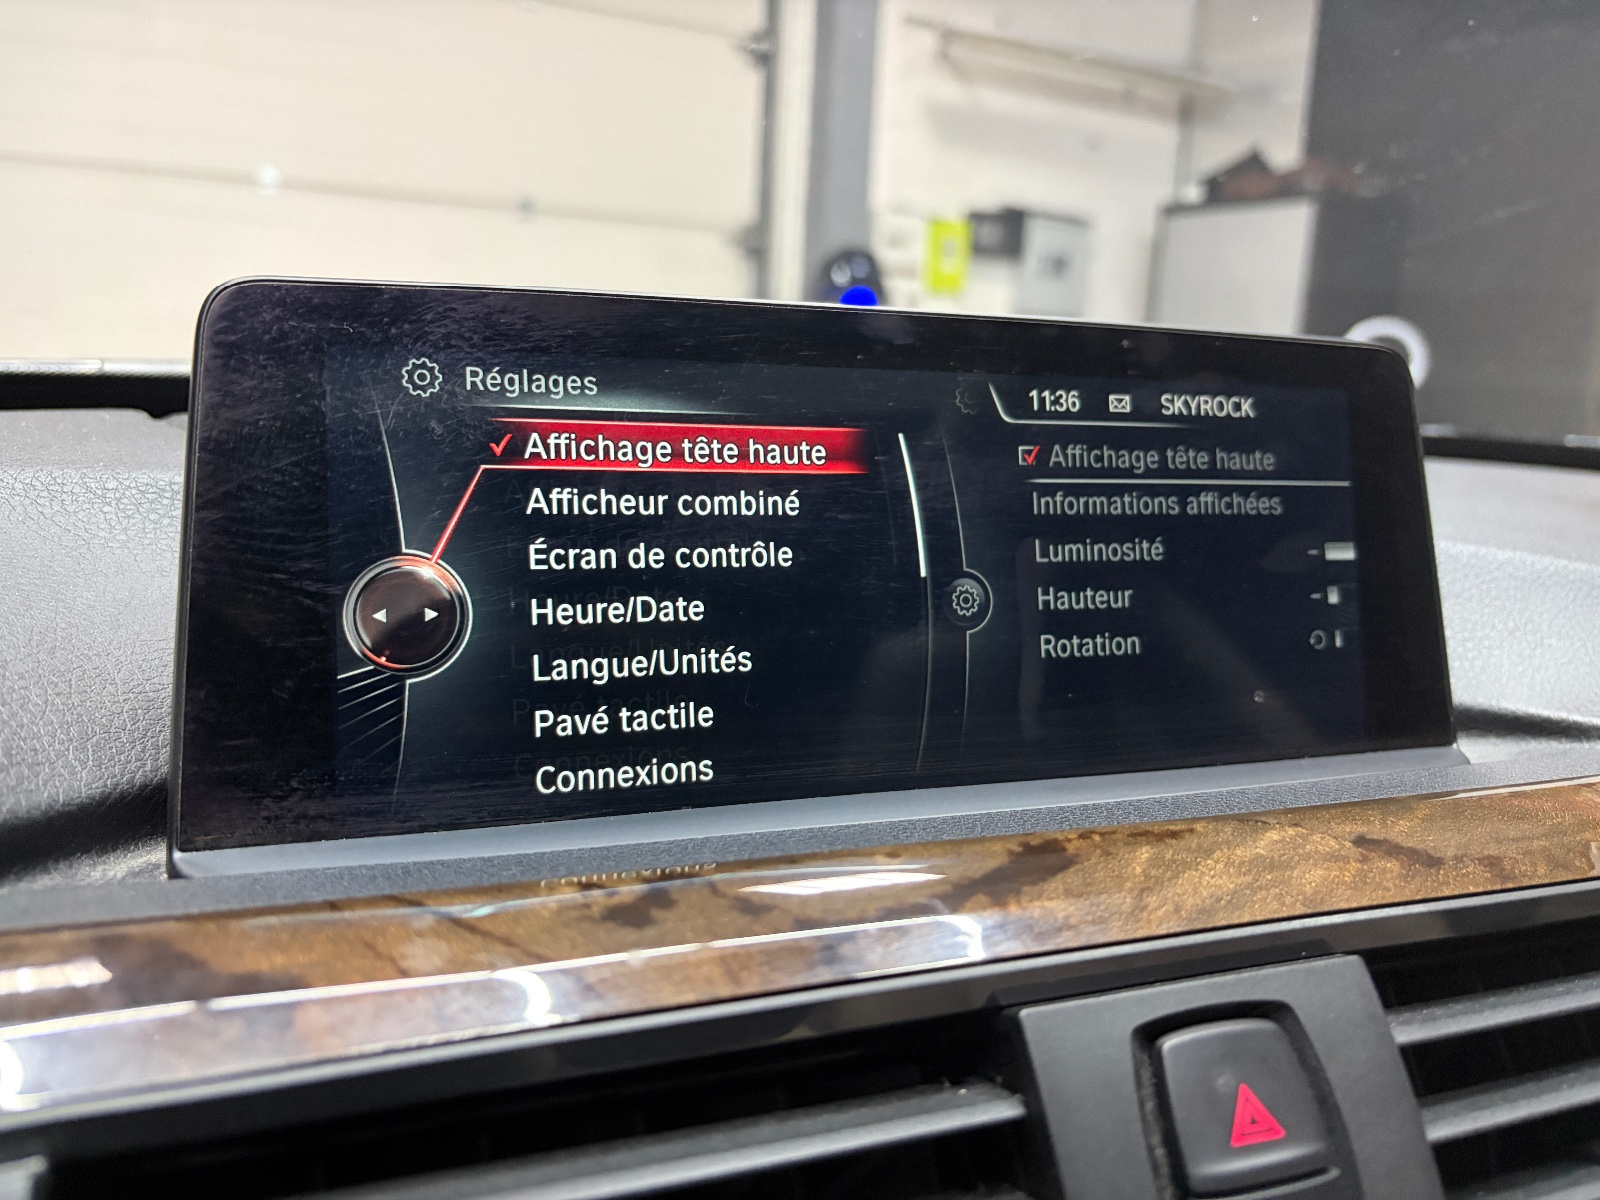 Réglages
11:36 SKYROCK
Affichage tête haute
Afficheur combiné
Écran de contrôle
Heure/Date
Langue/Unités
Pavé tactile
Connexions
Affichage tête haute
Informations affichées
Luminosité
Hauteur
Rotation